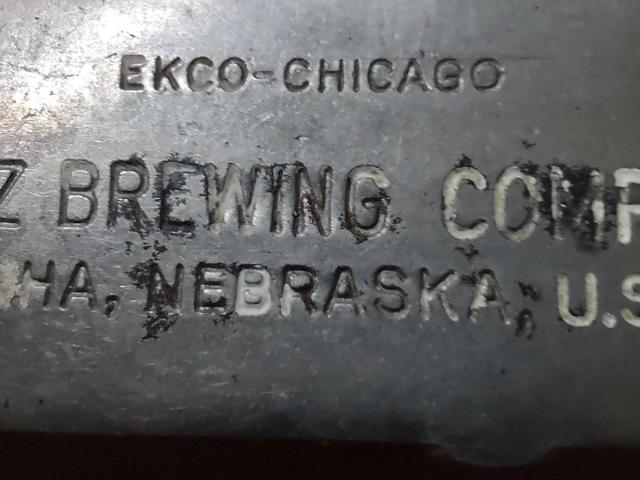 EKCO-CHICAGO
Z BREWING COMP
HA, NEBRASKA, U.S